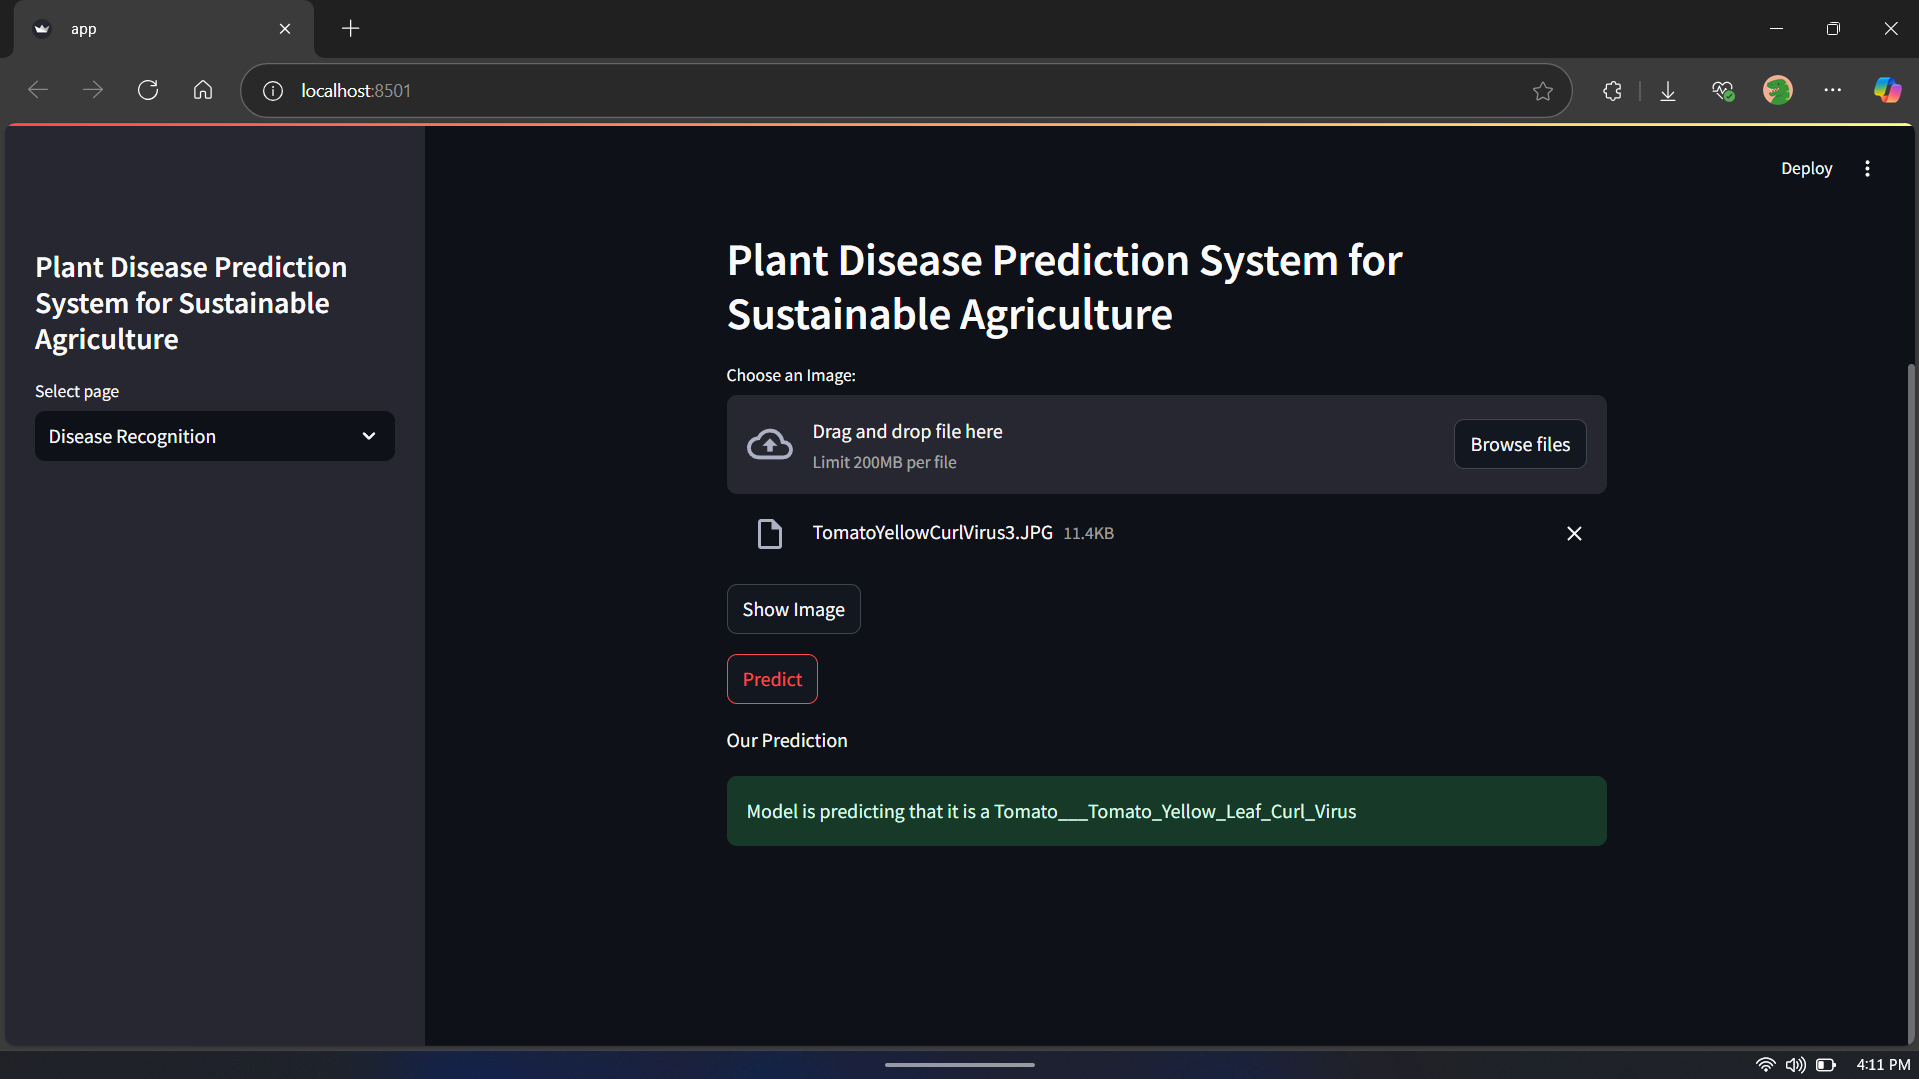 app
localhost:8501
Deploy
Plant Disease Prediction
System for Sustainable
Agriculture
Select page
Disease Recognition
Plant Disease Prediction System for
Sustainable Agriculture
Choose an Image:
Drag and drop file here
Limit 200MB per file
Browse files
TomatoYellowCurlVirus3.JPG 11.4KB
Show Image
Predict
Our Prediction
Model is predicting that it is a Tomato___Tomato_Yellow_Leaf_Curl_Virus
4:11 PM